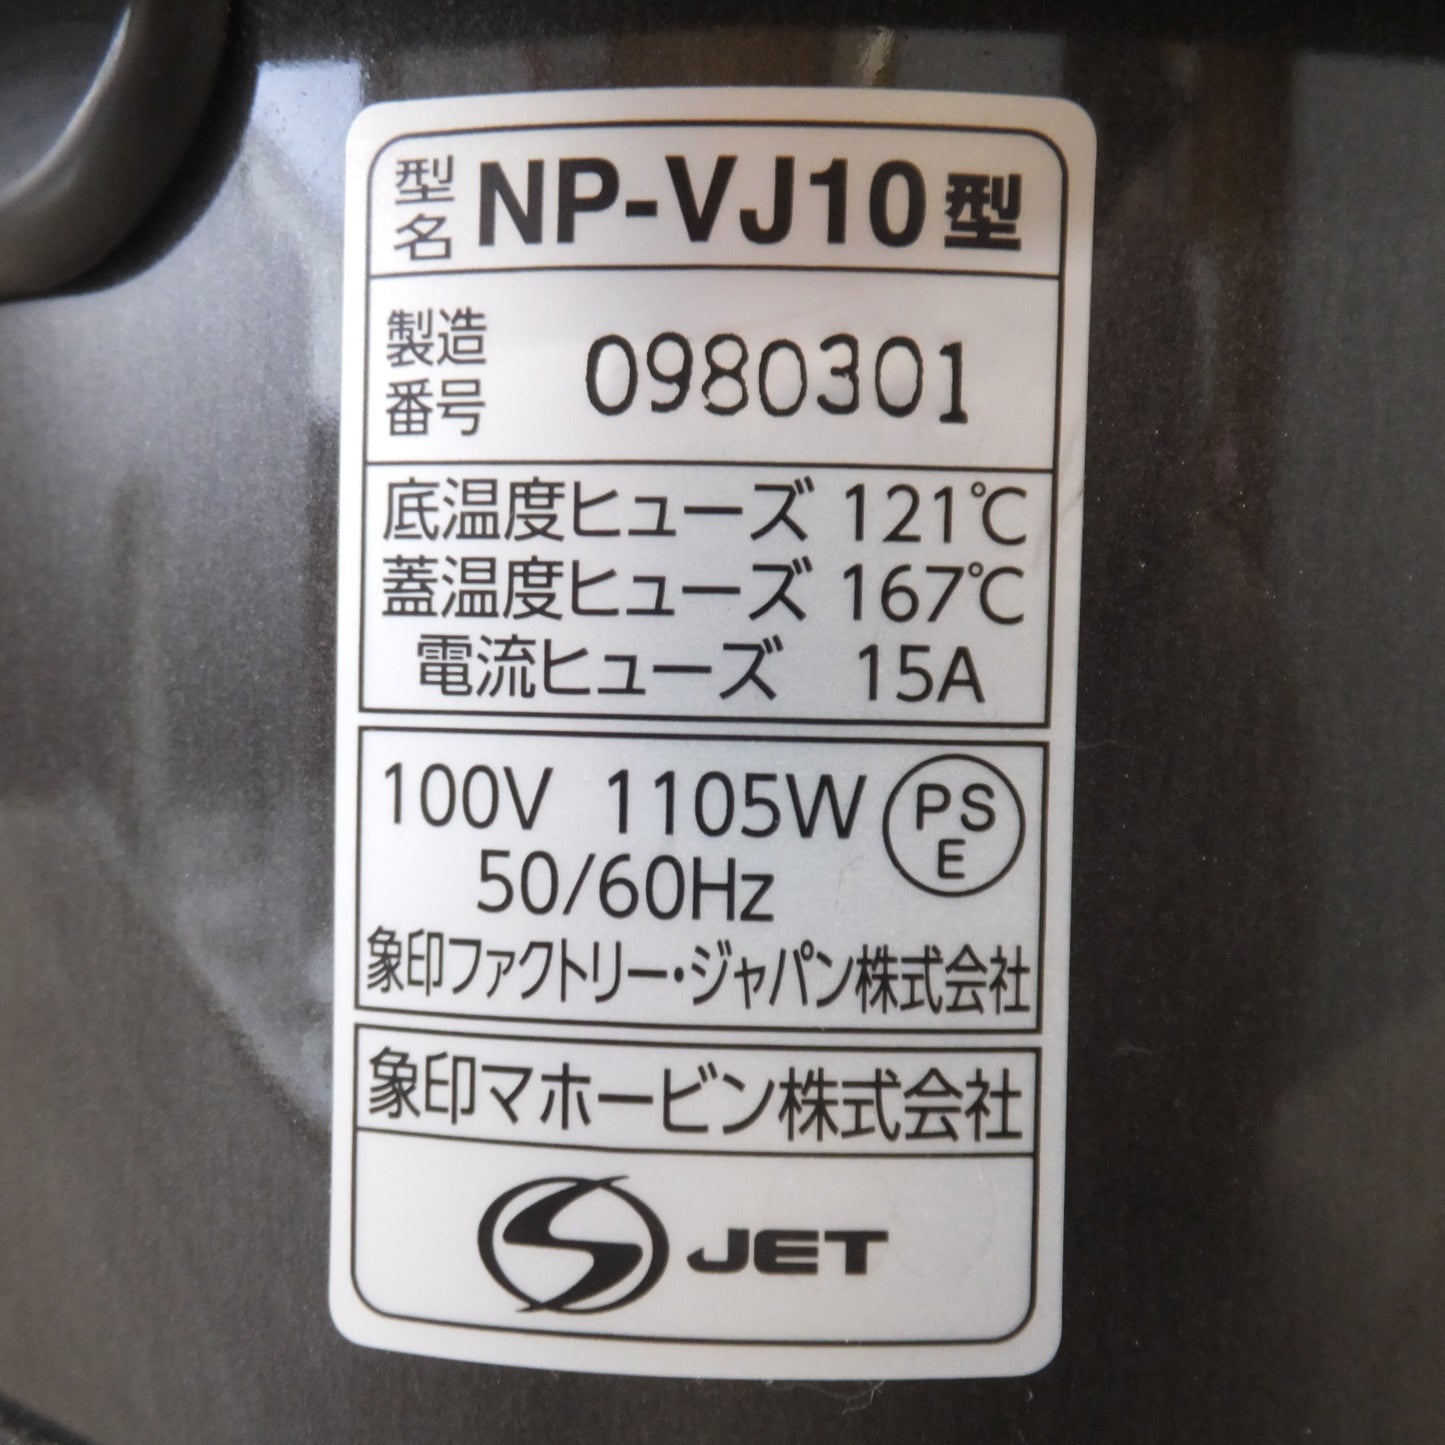 型名 NP-VJ10型
製造番号 0980301
底温度ヒューズ 121℃
蓋温度ヒューズ 167℃
電流ヒューズ 15A
100V 1105W PSE
50/60Hz
象印ファクトリー・ジャパン株式会社
象印マホービン株式会社
JET